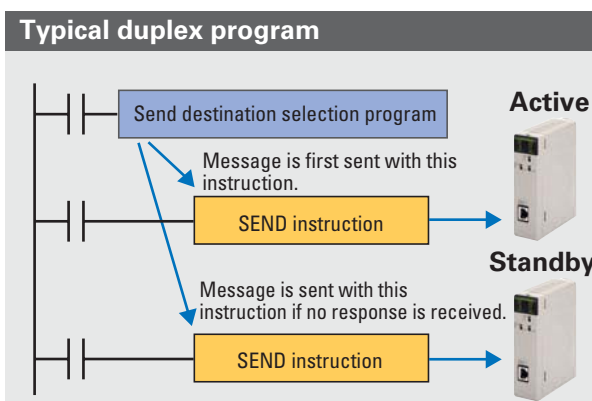 Typical duplex program
Send destination selection program
Active
Message is first sent with this
instruction.
SEND instruction
Standby
Message is sent with this
instruction if no response is received.
SEND instruction